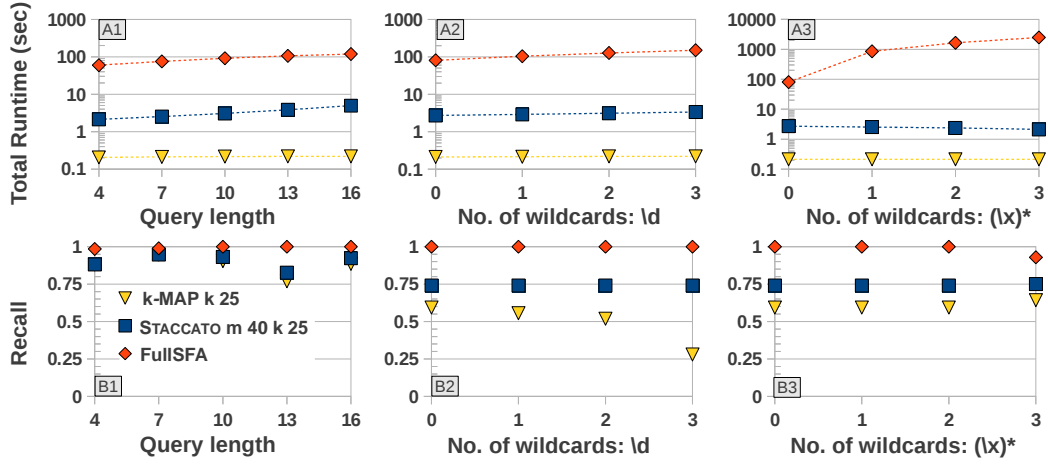 A1
A2
A3
Total Runtime (sec)
1000
100
10
1
0.1
4 7 10 13 16
Query length
1000
100
10
1
0.1
0 1 2 3
No. of wildcards: \d
10000
1000
100
10
1
0.1
0 1 2 3
No. of wildcards: (\x)*
Recall
1
0.75
0.5
0.25
0
k-MAP k 25
STACCATO m 40 k 25
FullSFA
B1
4 7 10 13 16
Query length
1
0.75
0.5
0.25
0
B2
0 1 2 3
No. of wildcards: \d
1
0.75
0.5
0.25
0
B3
0 1 2 3
No. of wildcards: (\x)*